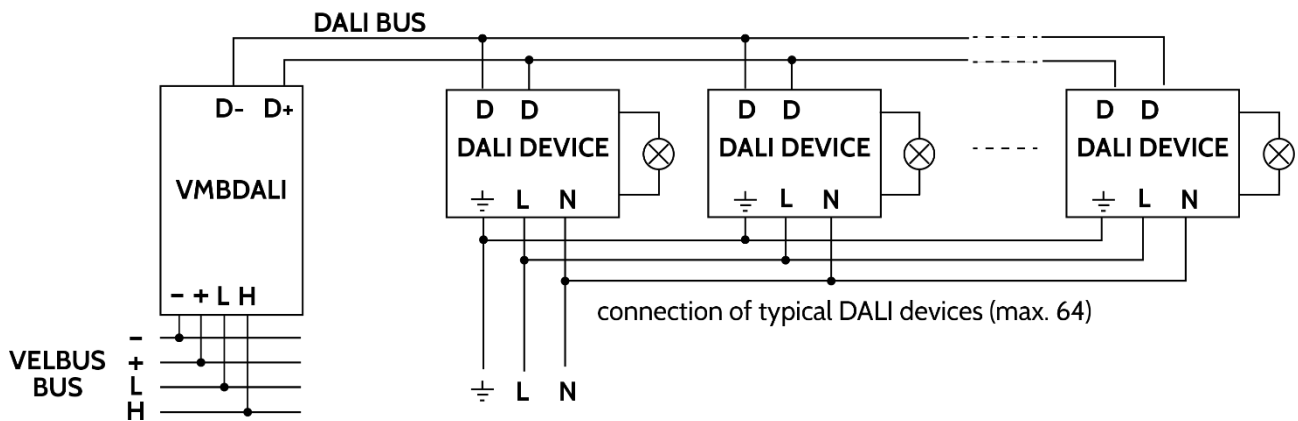 DALI BUS
D- D+
D D
D D
D D
DALI DEVICE
DALI DEVICE
DALI DEVICE
VMBDALI
L N
L N
L N
- + L H
connection of typical DALI devices (max. 64)
VELBUS
BUS
-
+
L
H
L N